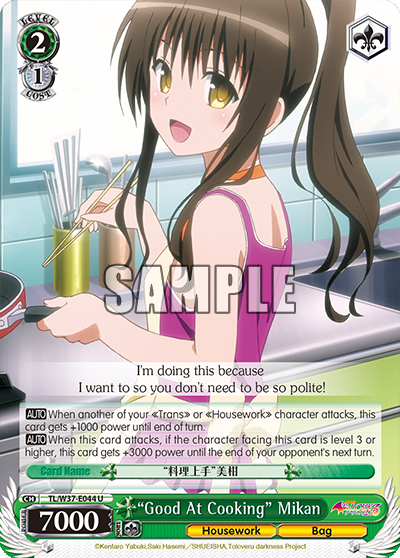 LEVEL
2
1
COST
SAMPLE
I'm doing this because
I want to so you don't need to be so polite!
AUTO When another of your «Trans» or «Housework» character attacks, this
card gets +1000 power until end of turn.
AUTO When this card attacks, if the character facing this card is level 3 or
higher, this card gets +3000 power until the end of your opponent's next turn.
Card Name “料理上手”美柑
CH TL/W37-E044 U
POWER 7000 SOUL “Good At Cooking” Mikan
Housework Bag
©Kentaro Yabuki,Saki Hasemi／SHUEISHA,Toloveru darkness Project